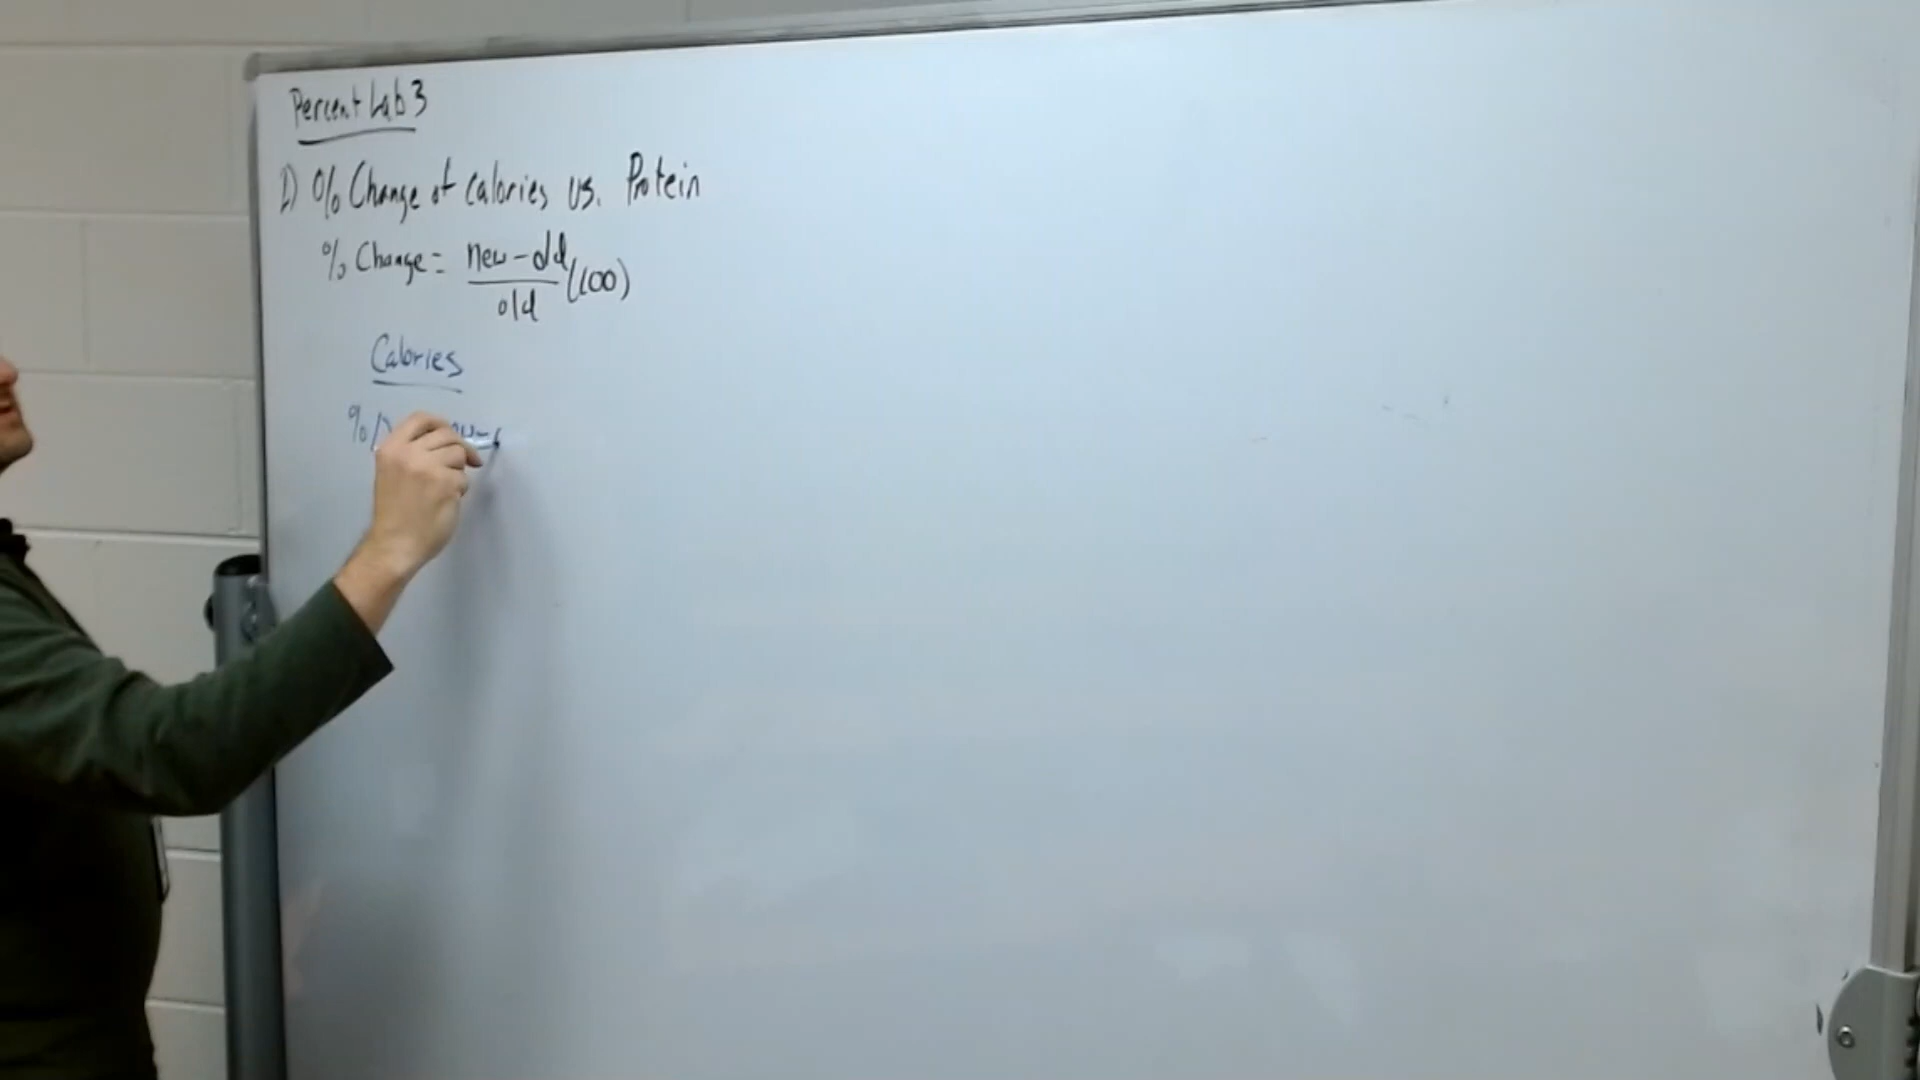 Percent Lab 3
1) % Change of Calories vs. Protein
% Change = new - old / old (100)
Calories
%